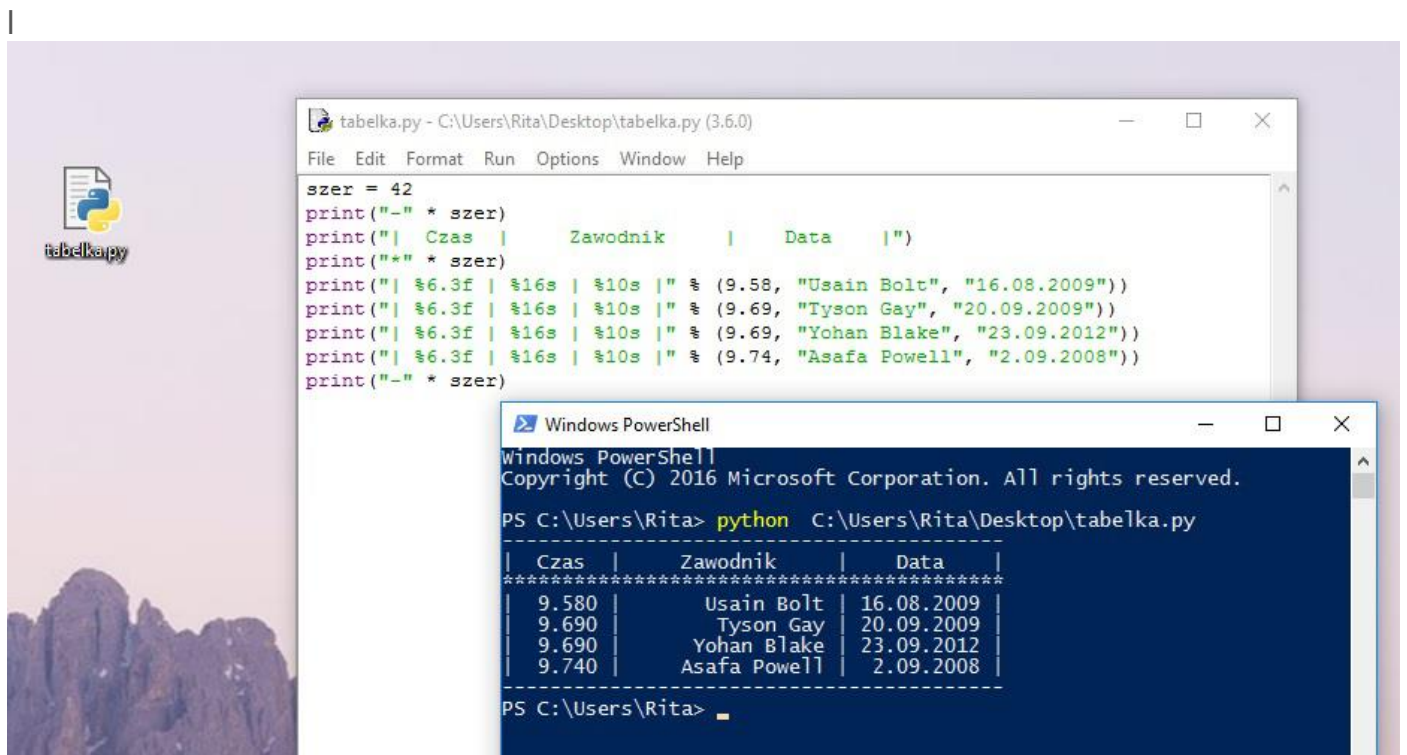 |
tabelka.py - C:\Users\Rita\Desktop\tabelka.py (3.6.0)
File Edit Format Run Options Window Help
tabelka.py
szer = 42
print("-" * szer)
print("|  Czas  |     Zawodnik     |    Data    |")
print("*" * szer)
print("| %6.3f | %16s | %10s |" % (9.58, "Usain Bolt", "16.08.2009"))
print("| %6.3f | %16s | %10s |" % (9.69, "Tyson Gay", "20.09.2009"))
print("| %6.3f | %16s | %10s |" % (9.69, "Yohan Blake", "23.09.2012"))
print("| %6.3f | %16s | %10s |" % (9.74, "Asafa Powell", "2.09.2008"))
print("-" * szer)
Windows PowerShell
Windows PowerShell
Copyright (C) 2016 Microsoft Corporation. All rights reserved.
PS C:\Users\Rita> python  C:\Users\Rita\Desktop\tabelka.py
------------------------------------------
|  Czas  |     Zawodnik     |    Data    |
******************************************
|  9.580 |       Usain Bolt | 16.08.2009 |
|  9.690 |        Tyson Gay | 20.09.2009 |
|  9.690 |      Yohan Blake | 23.09.2012 |
|  9.740 |     Asafa Powell |  2.09.2008 |
------------------------------------------
PS C:\Users\Rita> _